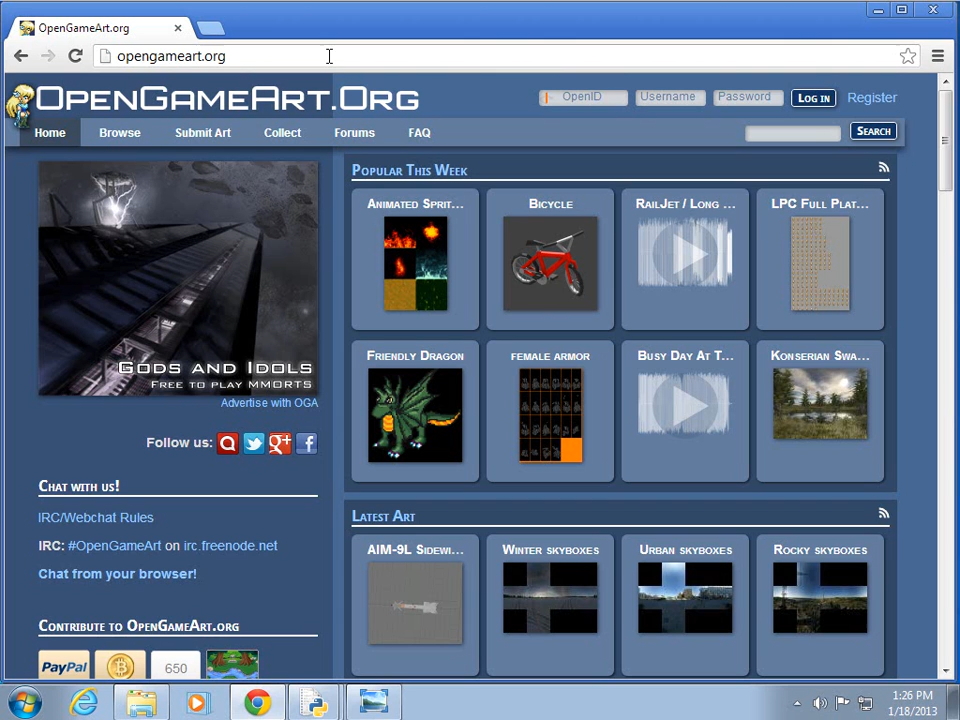 OpenGameArt.org
opengameart.org
OpenGameArt.Org
OpenID Username Password Log in Register
Home Browse Submit Art Collect Forums FAQ
Search
Gods and Idols
Free to play MMORTS
Advertise with OGA
Follow us:
Chat with us!
IRC/Webchat Rules
IRC: #OpenGameArt on irc.freenode.net
Chat from your browser!
Contribute to OpenGameArt.org
PayPal 650
Popular This Week
Animated Sprit... Bicycle RailJet / Long ... LPC Full Plat...
Friendly Dragon female armor Busy Day At T... Konserian Swa...
Latest Art
AIM-9L Sidewi... Winter skyboxes Urban skyboxes Rocky skyboxes
1:26 PM
1/18/2013